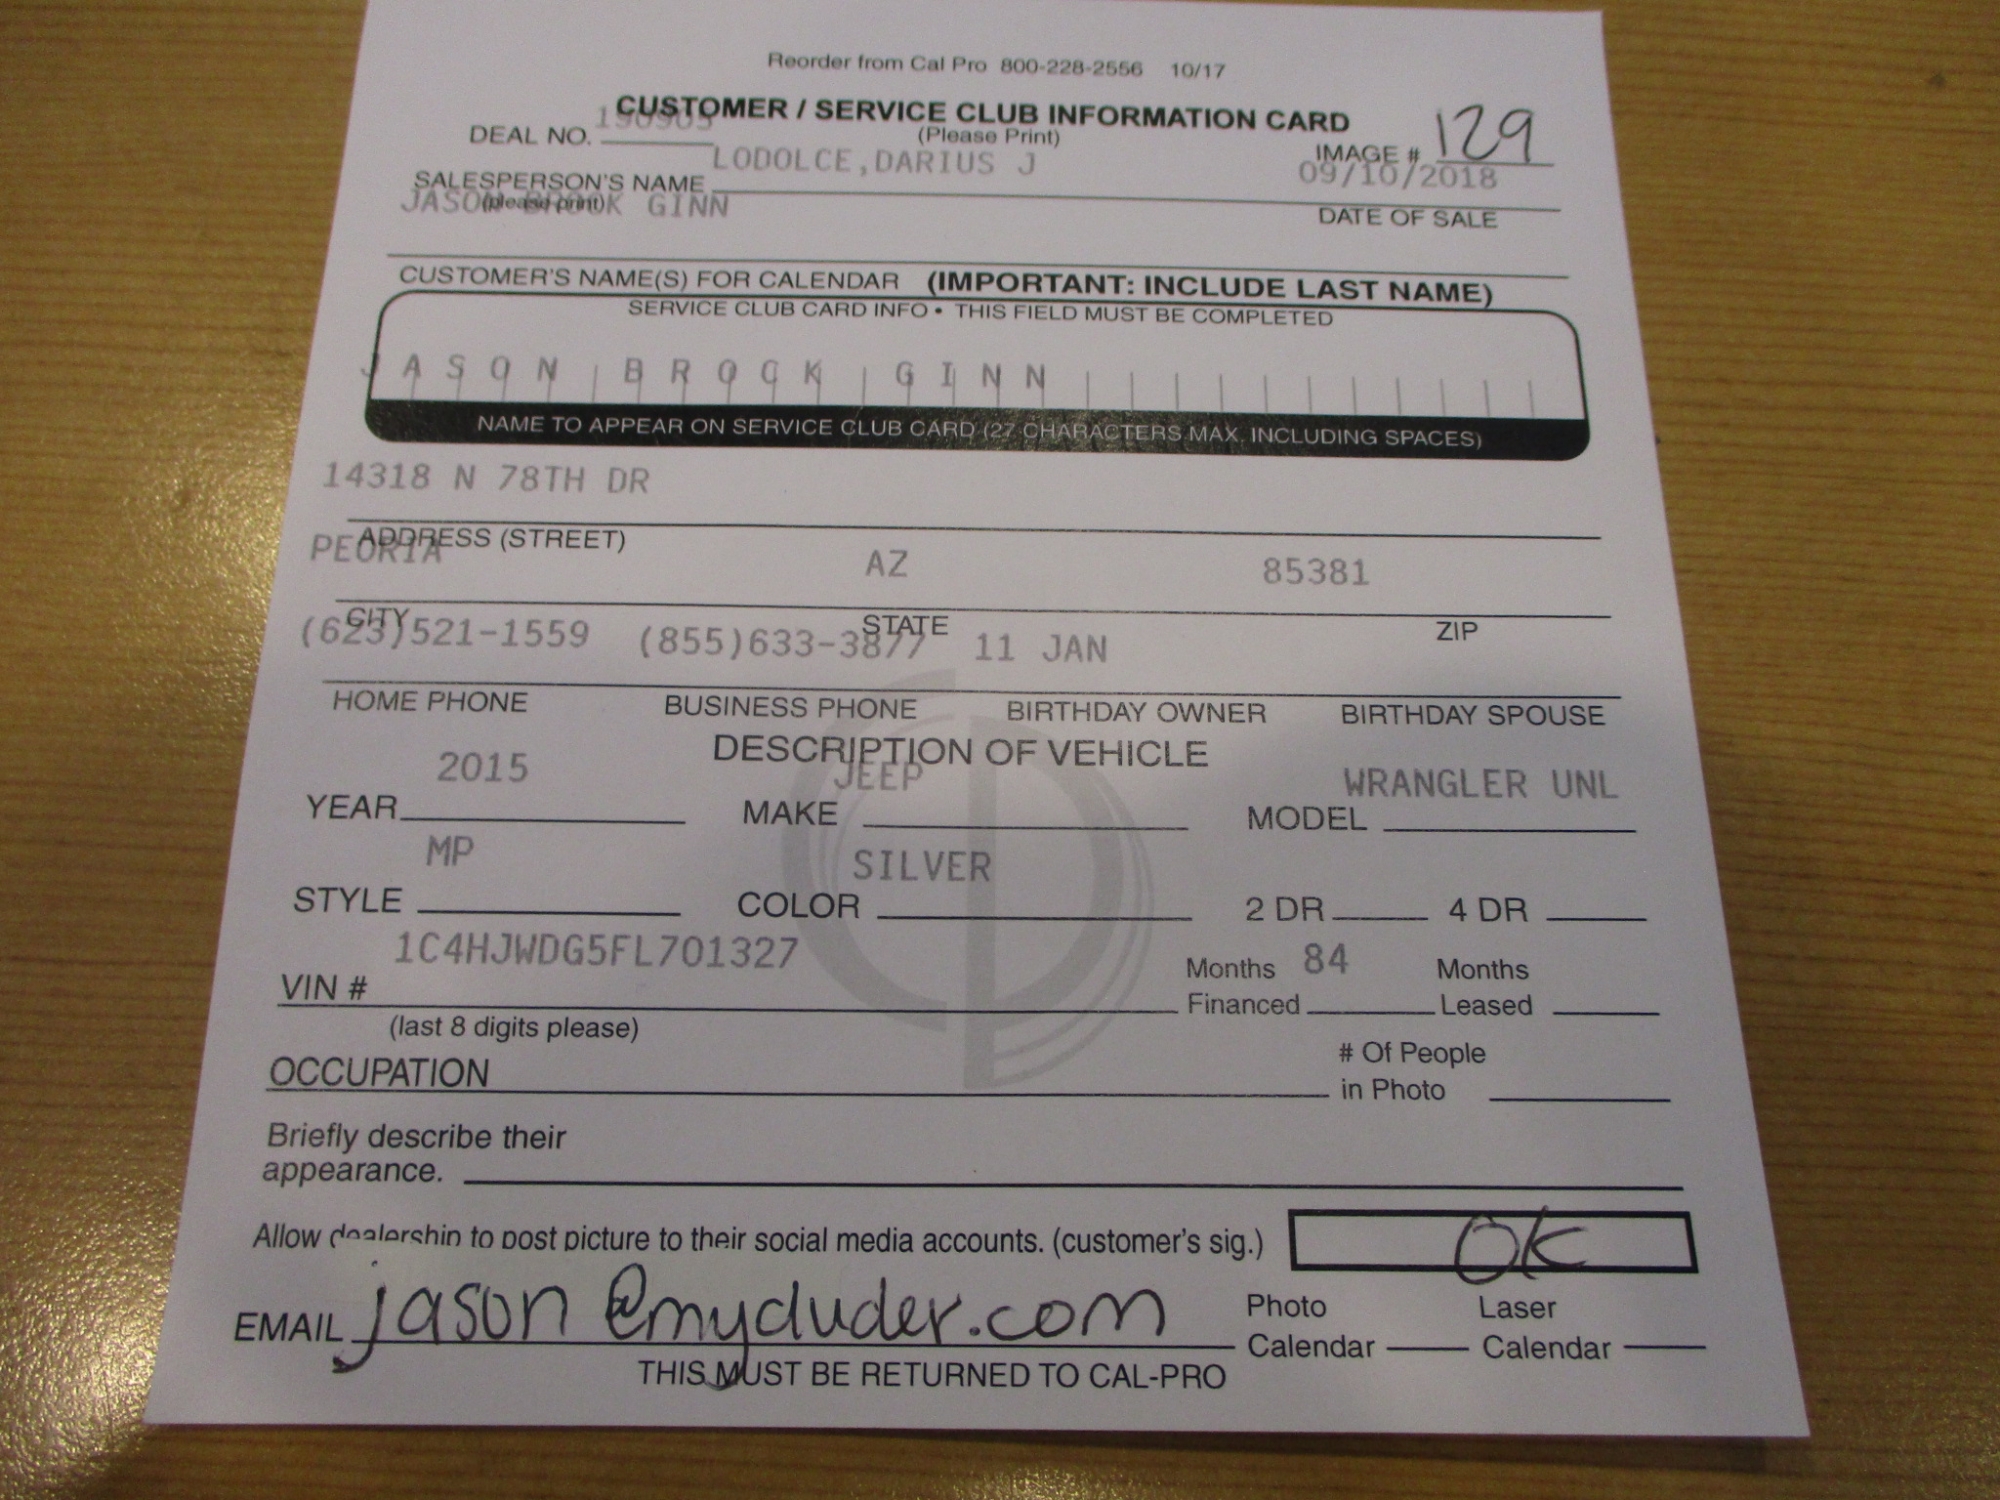 Reorder from Cal Pro 800-228-2556 10/17
CUSTOMER / SERVICE CLUB INFORMATION CARD
(Please Print)
DEAL NO. 190905
IMAGE # 129
SALESPERSON'S NAME LODOLCE,DARIUS J 09/10/2018
(please print) DATE OF SALE
JASON BROCK GINN
CUSTOMER'S NAME(S) FOR CALENDAR (IMPORTANT: INCLUDE LAST NAME)
SERVICE CLUB CARD INFO • THIS FIELD MUST BE COMPLETED
JASON BROCK GINN
NAME TO APPEAR ON SERVICE CLUB CARD (27 CHARACTERS MAX. INCLUDING SPACES)
14318 N 78TH DR
ADDRESS (STREET)
PEORIA AZ 85381
CITY STATE ZIP
(623)521-1559 (855)633-3877 11 JAN
HOME PHONE BUSINESS PHONE BIRTHDAY OWNER BIRTHDAY SPOUSE
DESCRIPTION OF VEHICLE
YEAR 2015 MAKE JEEP MODEL WRANGLER UNL
STYLE MP COLOR SILVER 2 DR 4 DR
VIN # 1C4HJWDG5FL701327 Months Financed 84 Months Leased
(last 8 digits please)
OCCUPATION # Of People in Photo
Briefly describe their
appearance.
Allow dealership to post picture to their social media accounts. (customer's sig.) OK
EMAIL jason@myduder.com Photo Calendar Laser Calendar
THIS MUST BE RETURNED TO CAL-PRO